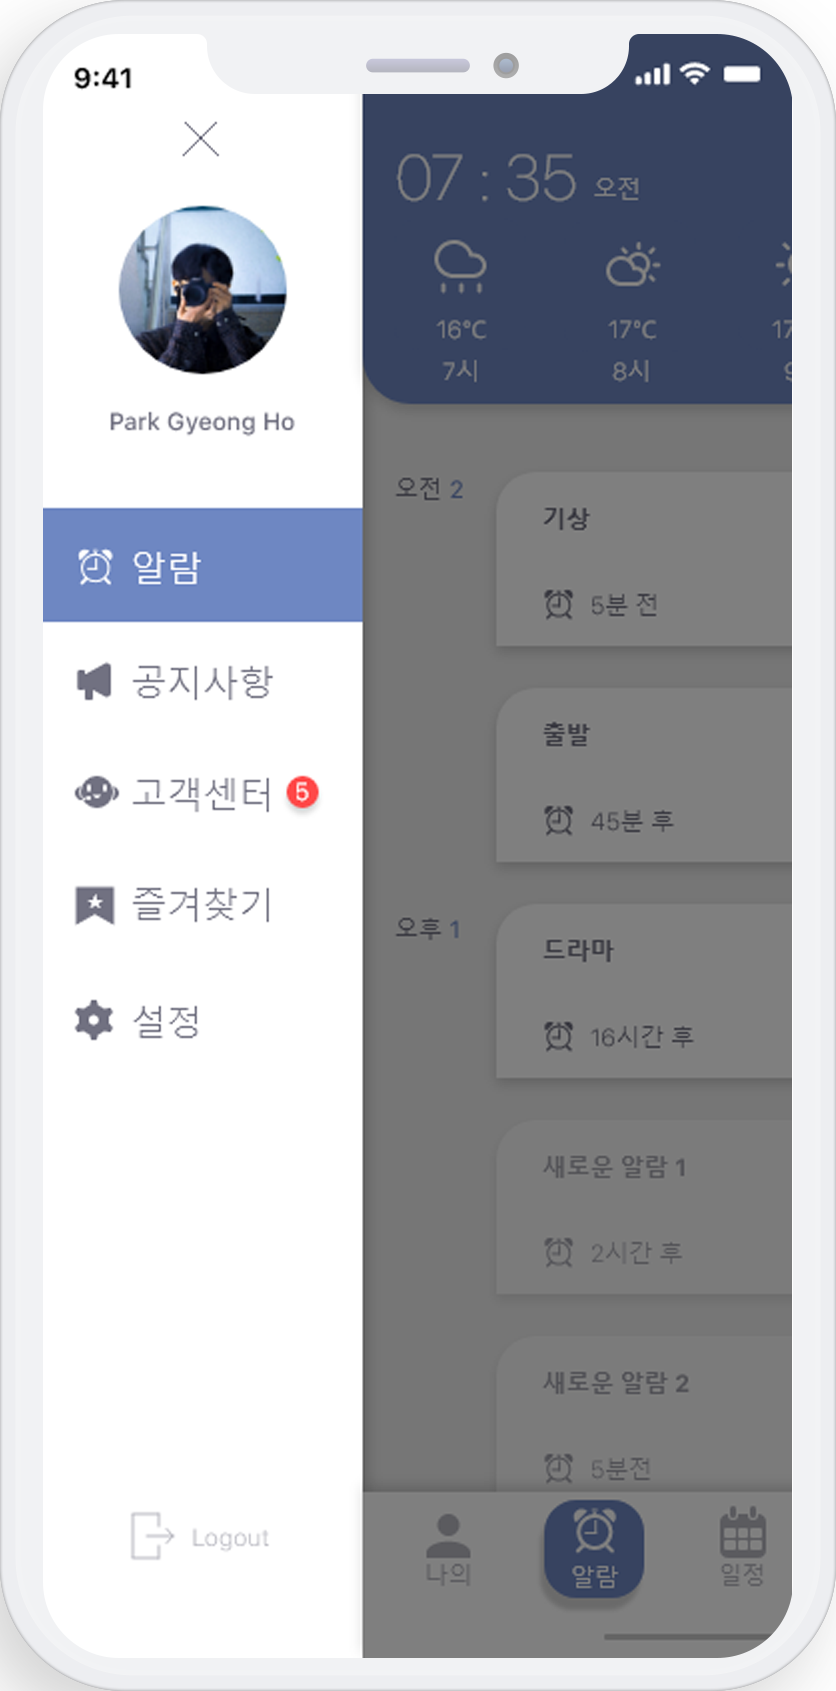 9:41
Park Gyeong Ho
알람
공지사항
고객센터 5
즐겨찾기
설정
Logout
07 : 35 오전
16°C 17°C 17
7시 8시
오전 2
기상
5분 전
출발
45분 후
오후 1
드라마
16시간 후
새로운 알람 1
2시간 후
새로운 알람 2
5분전
나의 알람 일정